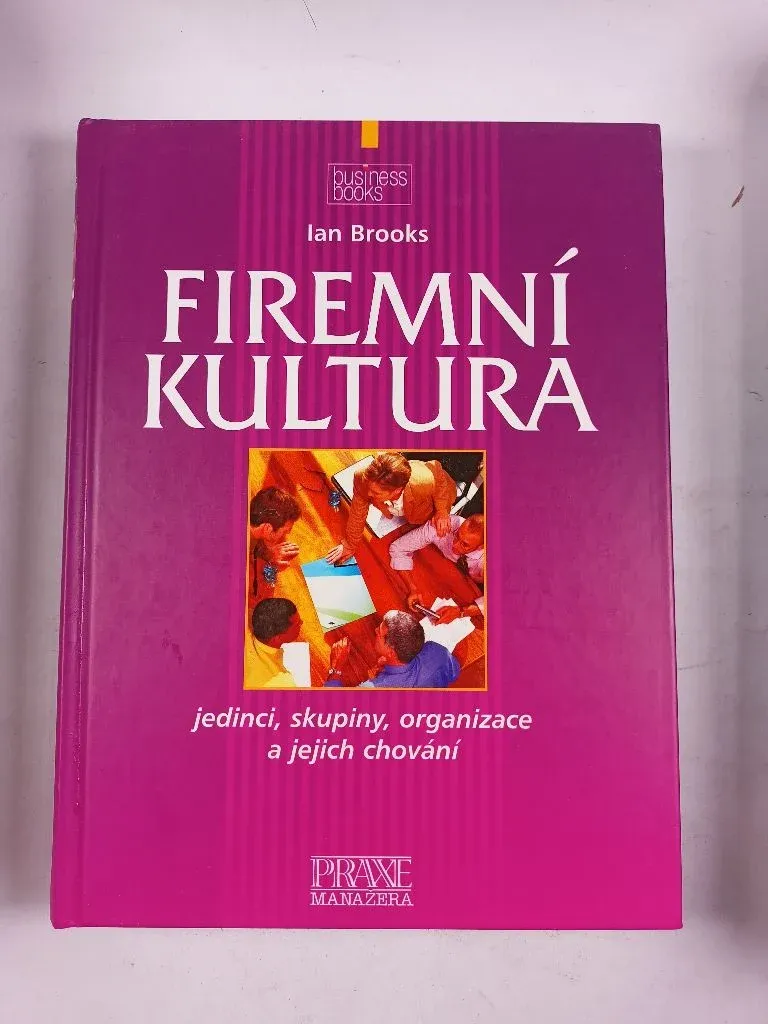 business
books
Ian Brooks
FIREMNÍ
KULTURA
jedinci, skupiny, organizace
a jejich chování
PRAXE
MANAŽERA